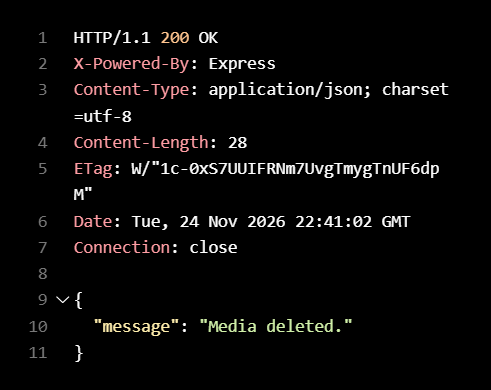 1 HTTP/1.1 200 OK
2 X-Powered-By: Express
3 Content-Type: application/json; charset
=utf-8
4 Content-Length: 28
5 ETag: W/"1c-0xS7UUIFRNm7UvgTmygTnUF6dp
M"
6 Date: Tue, 24 Nov 2026 22:41:02 GMT
7 Connection: close
8
9 {
10 "message": "Media deleted."
11 }